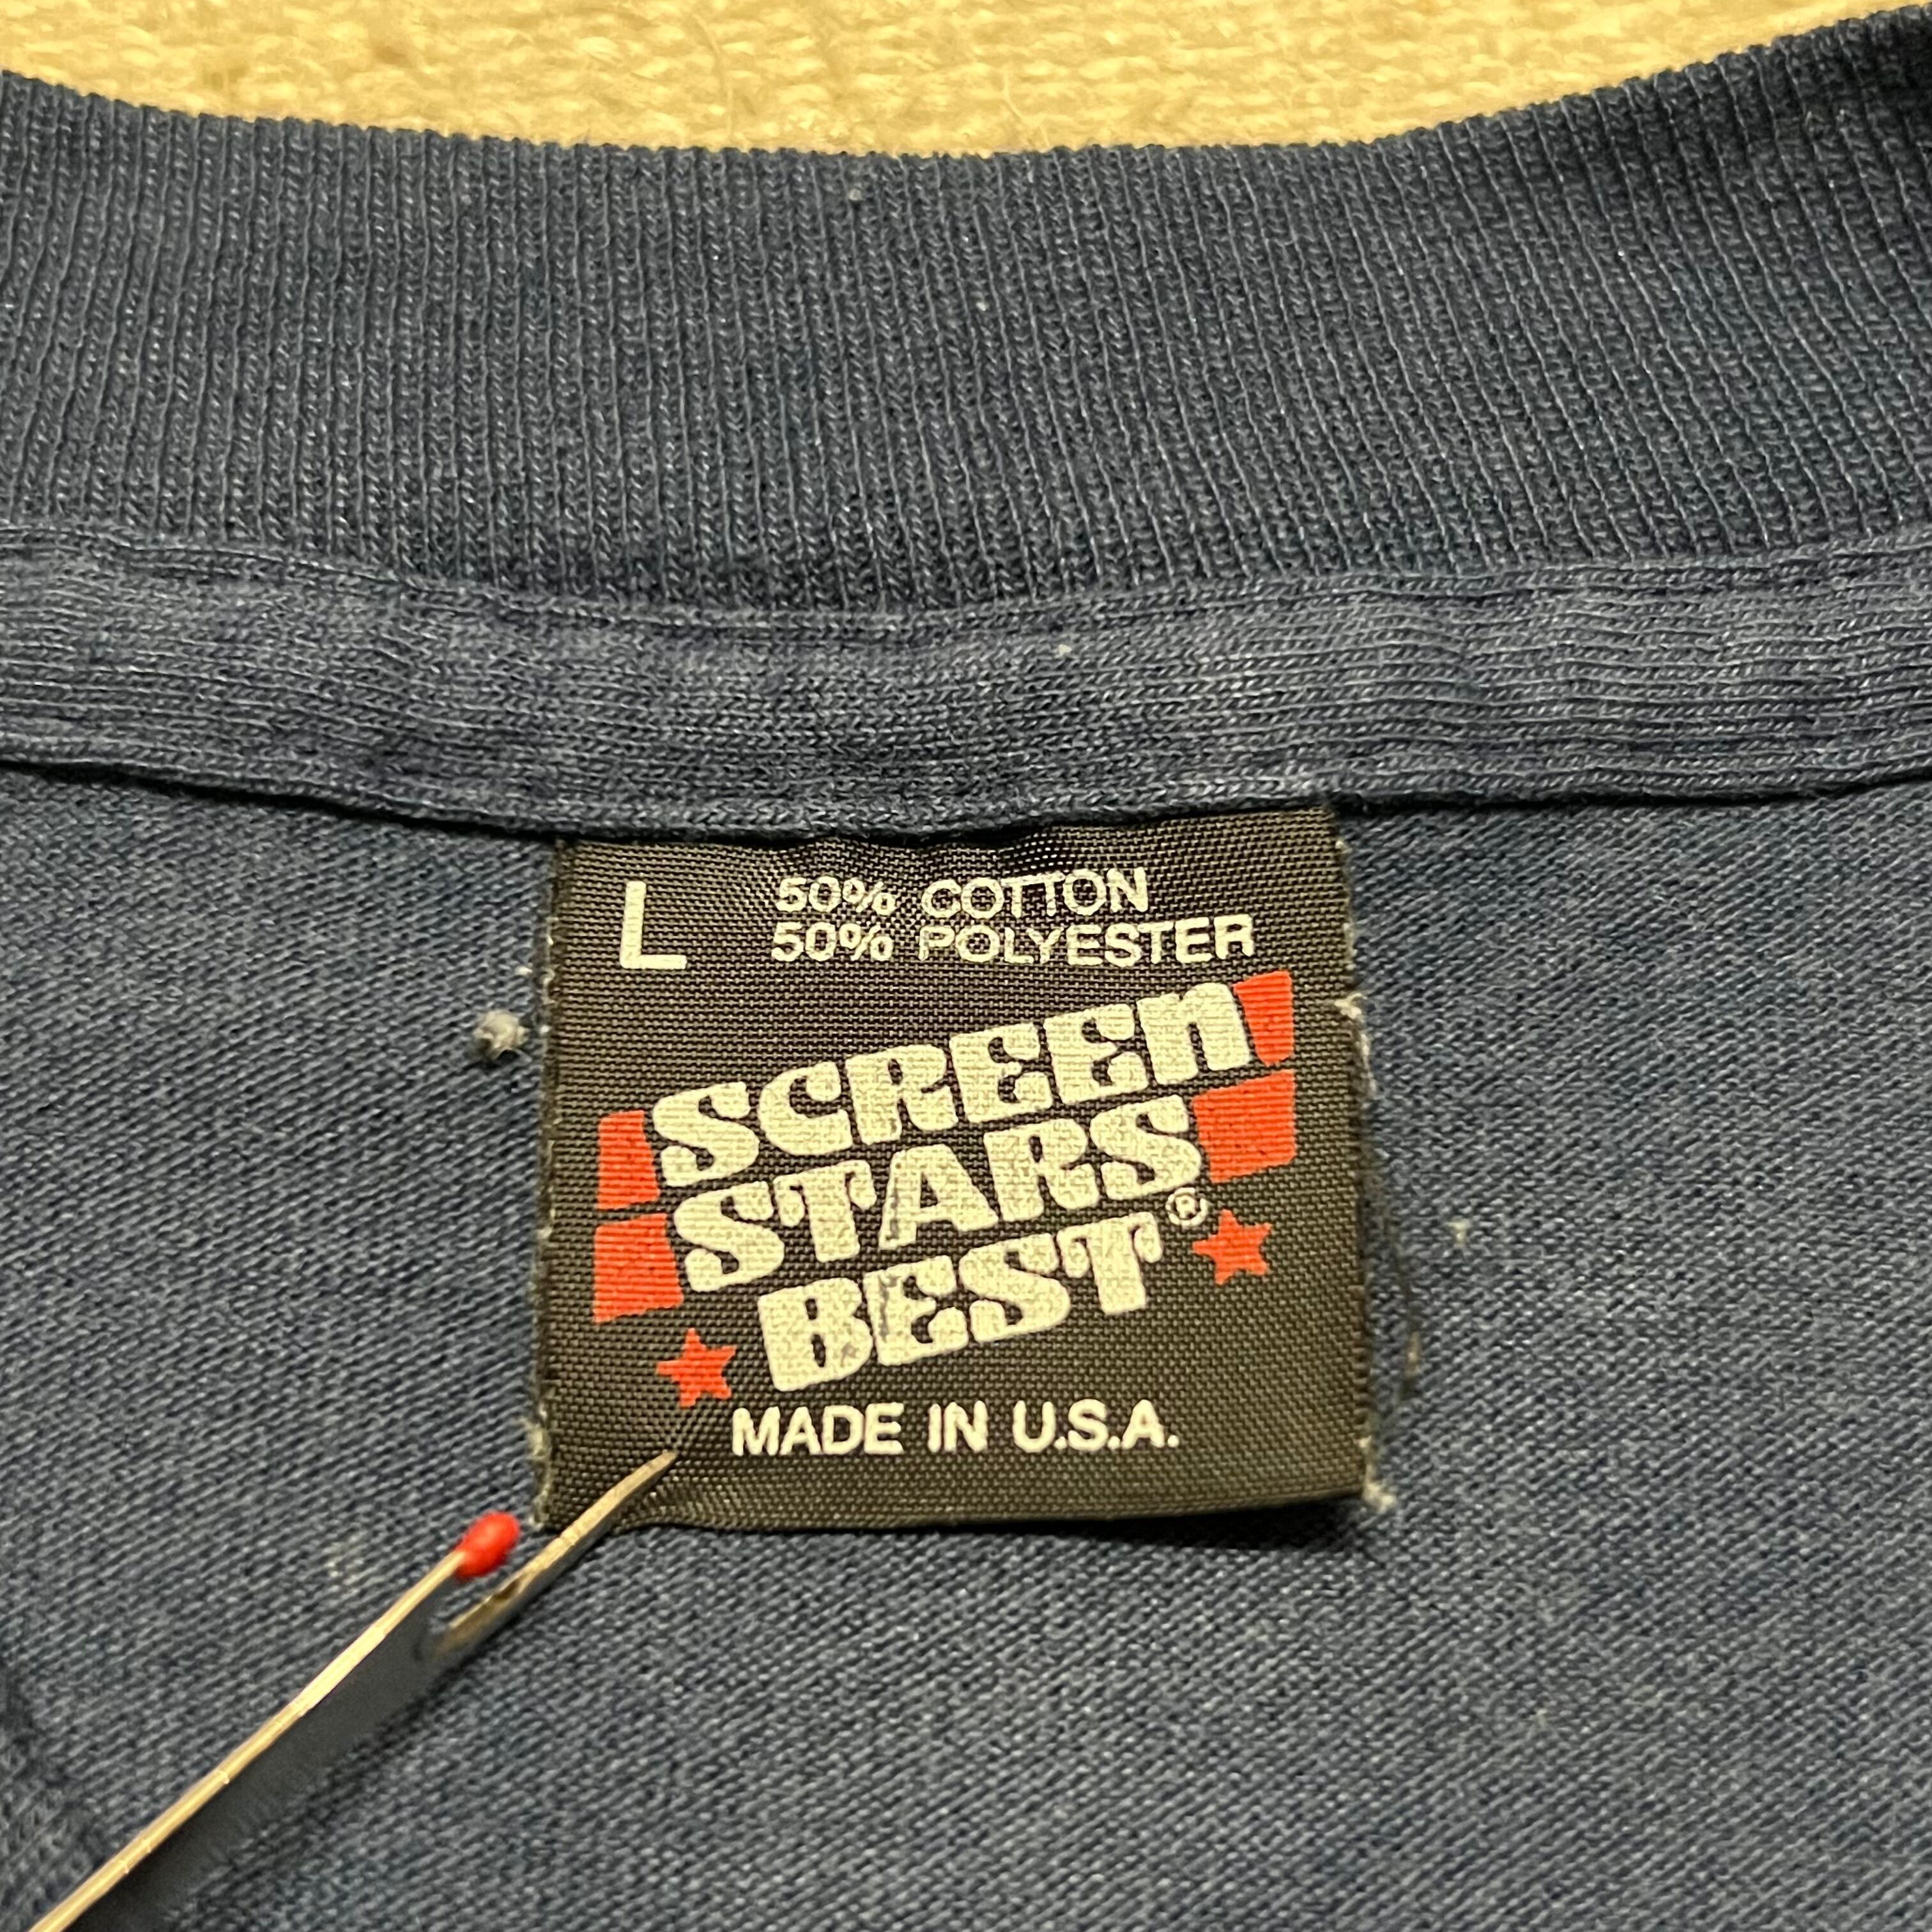 L 50% COTTON
50% POLYESTER
SCREEN
STARS
BEST®
MADE IN U.S.A.